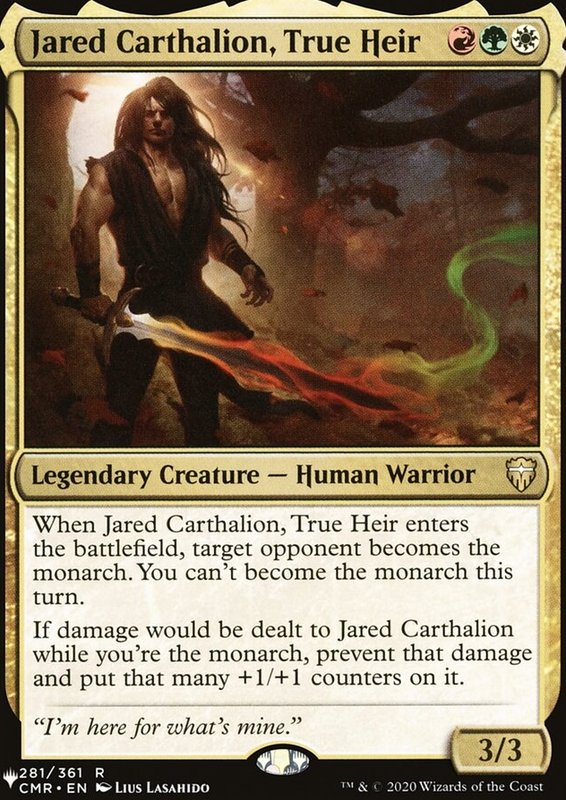 Jared Carthalion, True Heir
Legendary Creature — Human Warrior
When Jared Carthalion, True Heir enters
the battlefield, target opponent becomes the
monarch. You can't become the monarch this
turn.
If damage would be dealt to Jared Carthalion
while you're the monarch, prevent that damage
and put that many +1/+1 counters on it.
“I'm here for what's mine.”
3/3
281/361 R
CMR • EN Lius Lasahido
™ & © 2020 Wizards of the Coast